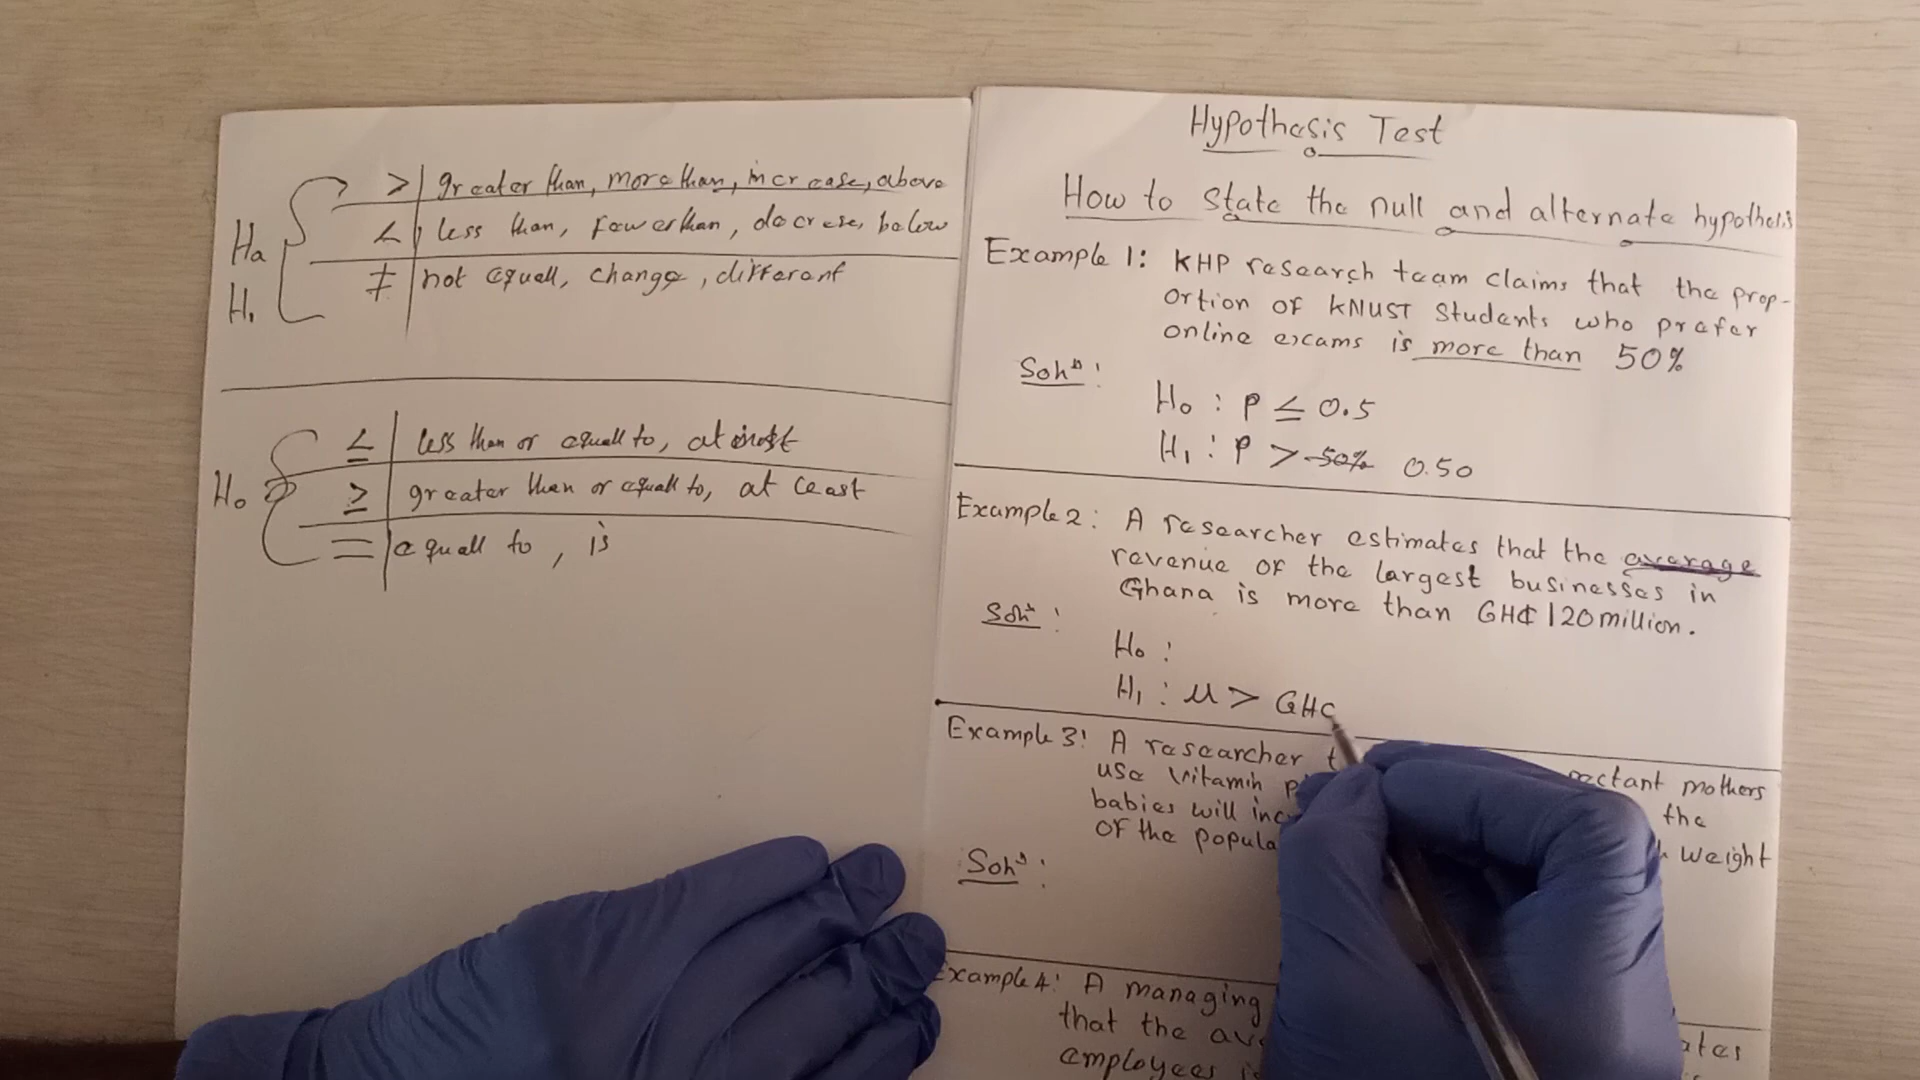 > greater than, more than, increase, above
< less than, fewer than, decrese, below
Ha
≠ not equall, change, different
H₁
≤ less than or equall to, at most
H₀
≥ greater than or equall to, at least
= equall to, is
Hypothesis Test
How to state the null and alternate hypothesis
Example 1: KHP research team claims that the prop-
ortion of KNUST Students who prefer
online exams is more than 50%
Solⁿ:
H₀ : P ≤ 0.5
H₁ : P > 50% 0.50
Example 2: A researcher estimates that the average
revenue of the largest businesses in
Ghana is more than GH₵ 120 million.
Solⁿ:
H₀ :
H₁ : μ > GHC
Example 3: A researcher mothers
use vitamin the
babies will
of the weight
Solⁿ:
Example 4: A managing
that the
employees